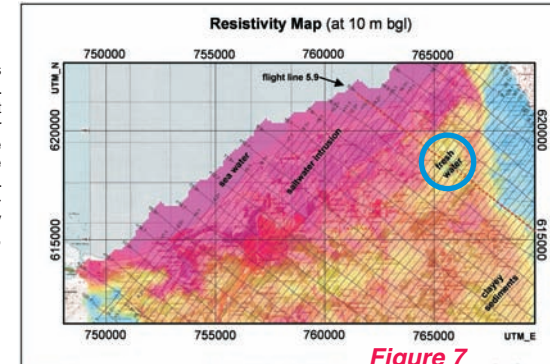 Resistivity Map (at 10 m bgl)
750000 755000 760000 765000
UTM_N
flight line 5.9
620000
620000
sea water
saltwater intrusion
fresh
water
615000
615000
clayey
sediments
750000 755000 760000 765000 UTM_E
Figure 7